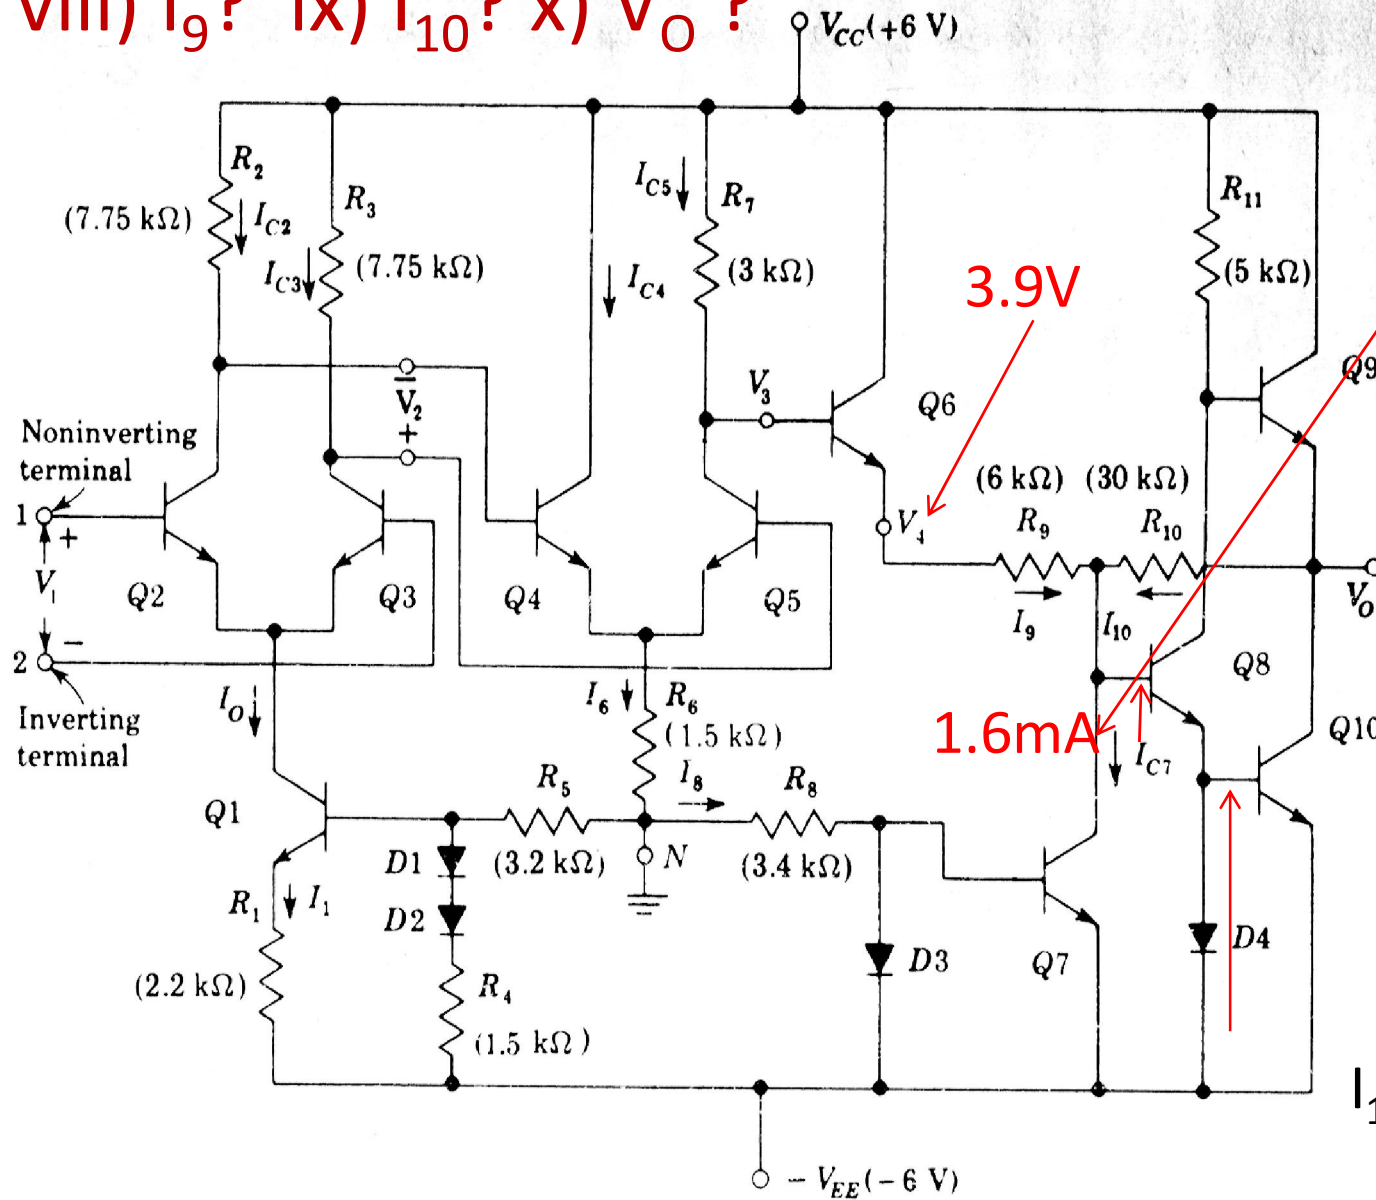 viii) I9? ix) I10? x) VO ?
VCC(+6 V)
R2
(7.75 kΩ)
IC2
R3
IC3
(7.75 kΩ)
IC4
IC5
R7
(3 kΩ)
R11
(5 kΩ)
3.9V
Q9
V2
+
V3
Q6
Noninverting
terminal
1
+
V1
−
2
Inverting
terminal
Q2
Q3
Q4
Q5
V4
(6 kΩ)
(30 kΩ)
R9
R10
I9
I10
VO
Q8
Q10
IO
I6
R6
(1.5 kΩ)
1.6mA
IC7
I8
R5
(3.2 kΩ)
R8
(3.4 kΩ)
N
Q1
D1
D2
R1
I1
(2.2 kΩ)
R4
(1.5 kΩ)
D3
Q7
D4
I1
− VEE(− 6 V)